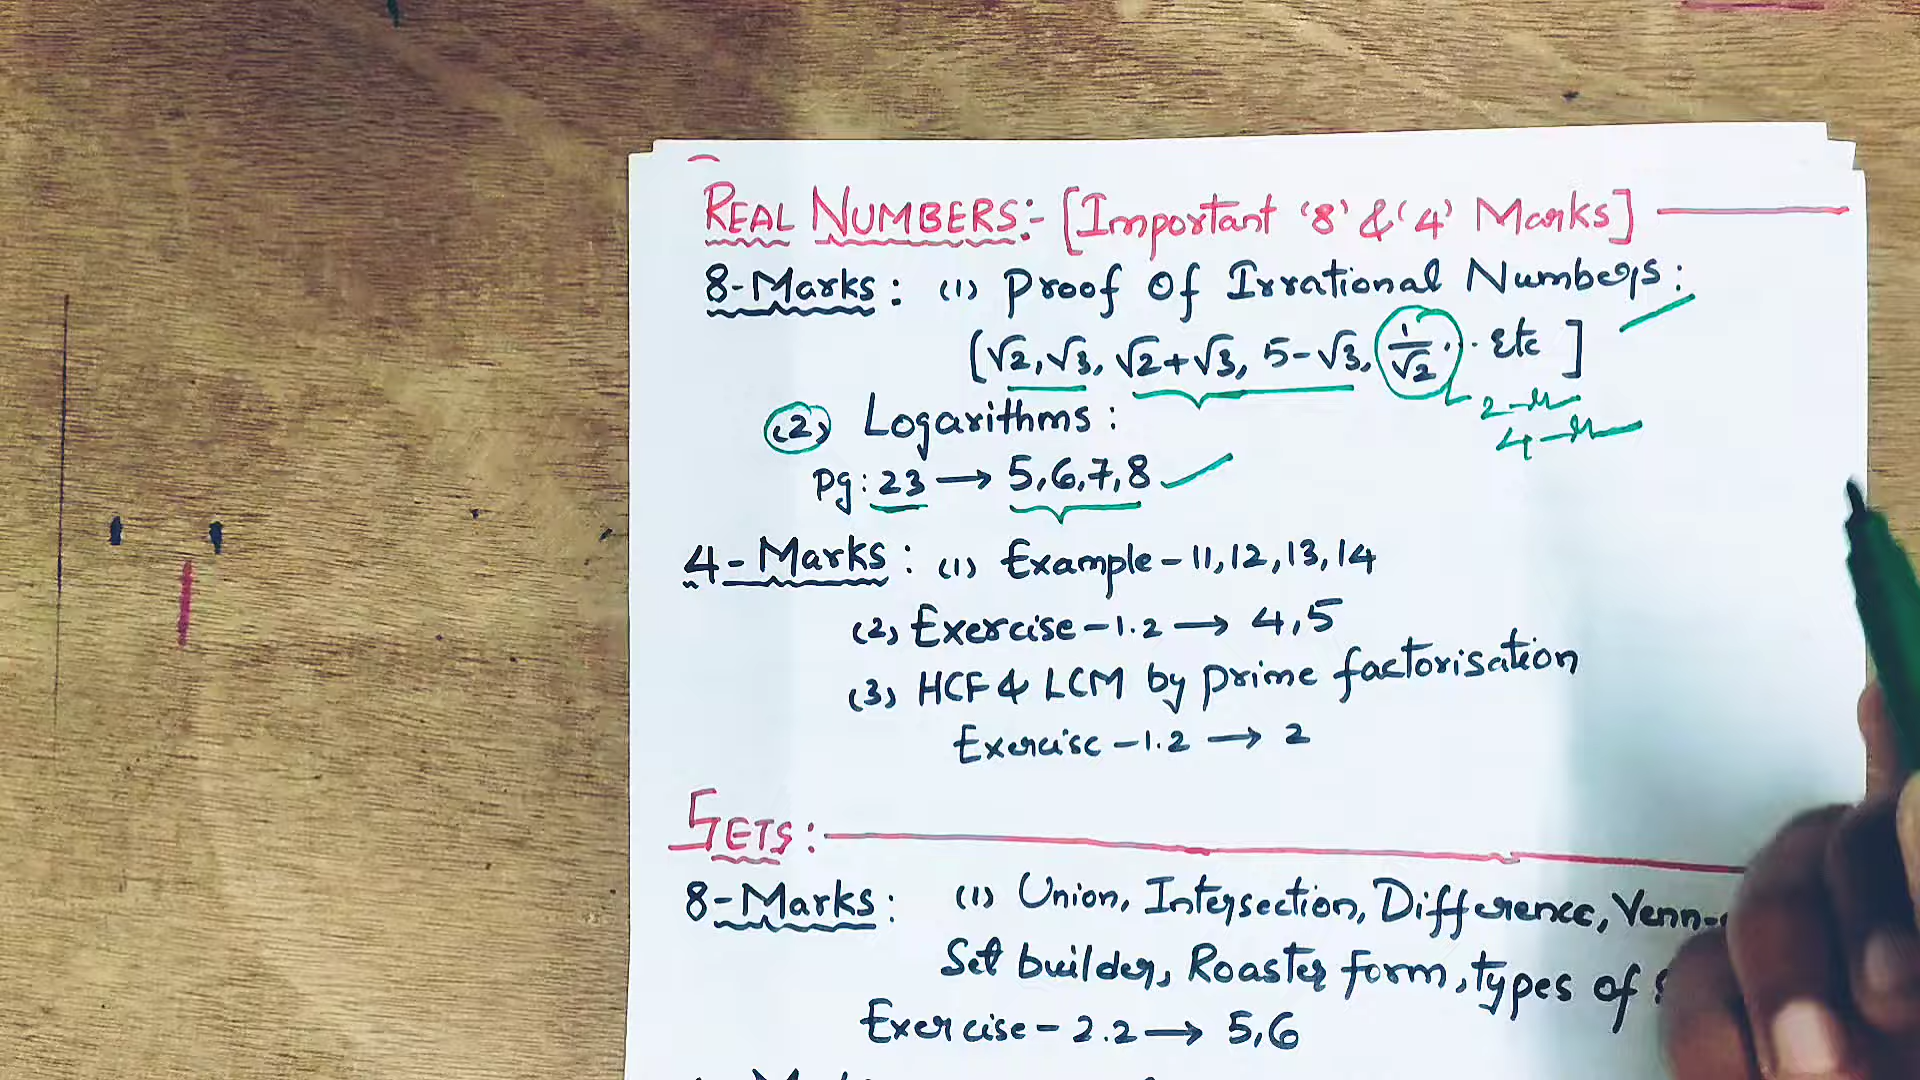 REAL NUMBERS:- [Important '8' & '4' Marks]
8-Marks: (1) Proof Of Irrational Numbers:
[√2, √3, √2+√3, 5-√3, 1/√2 ... Etc ]
2-M
4-M
(2) Logarithms:
Pg: 23 → 5,6,7,8
4-Marks: (1) Example-11,12,13,14
(2) Exercise-1.2 → 4,5
(3) HCF & LCM by prime factorisation
Exercise-1.2 → 2
SETS:
8-Marks: (1) Union, Intersection, Difference, Venn-
Set builder, Roaster form, types of
Exercise-2.2 → 5,6